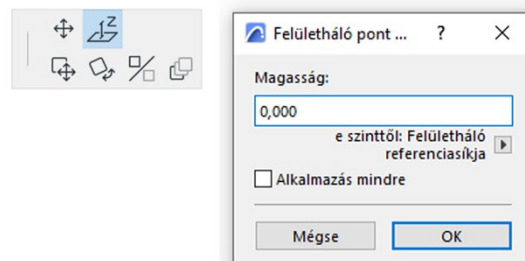 Z
Felületháló pont ... ?
Magasság:
0,000
e szinttől: Felületháló
referenciasíkja
Alkalmazás mindre
Mégse
OK